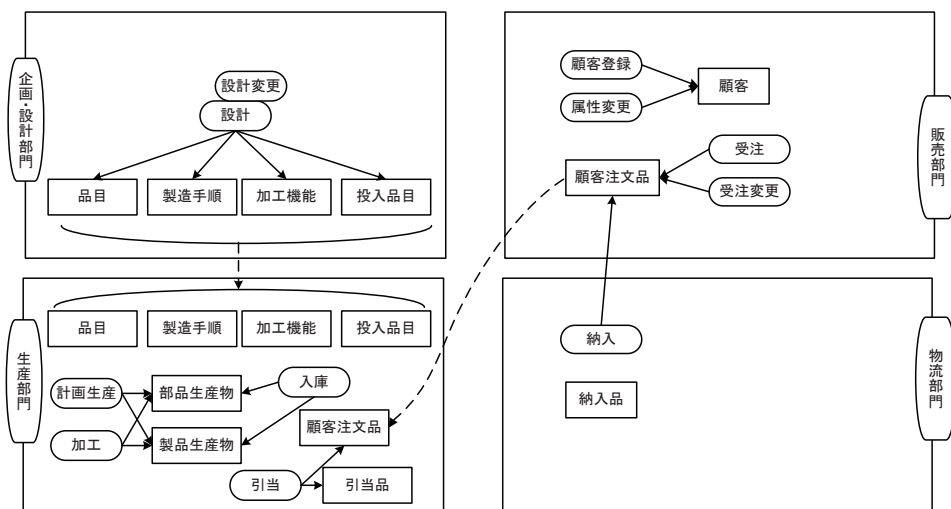 企画・設計部門
設計変更
設計
品目
製造手順
加工機能
投入品目
販売部門
顧客登録
顧客
属性変更
受注
顧客注文品
受注変更
生産部門
品目
製造手順
加工機能
投入品目
計画生産
部品生産物
入庫
加工
製品生産物
顧客注文品
引当
引当品
物流部門
納入
納入品